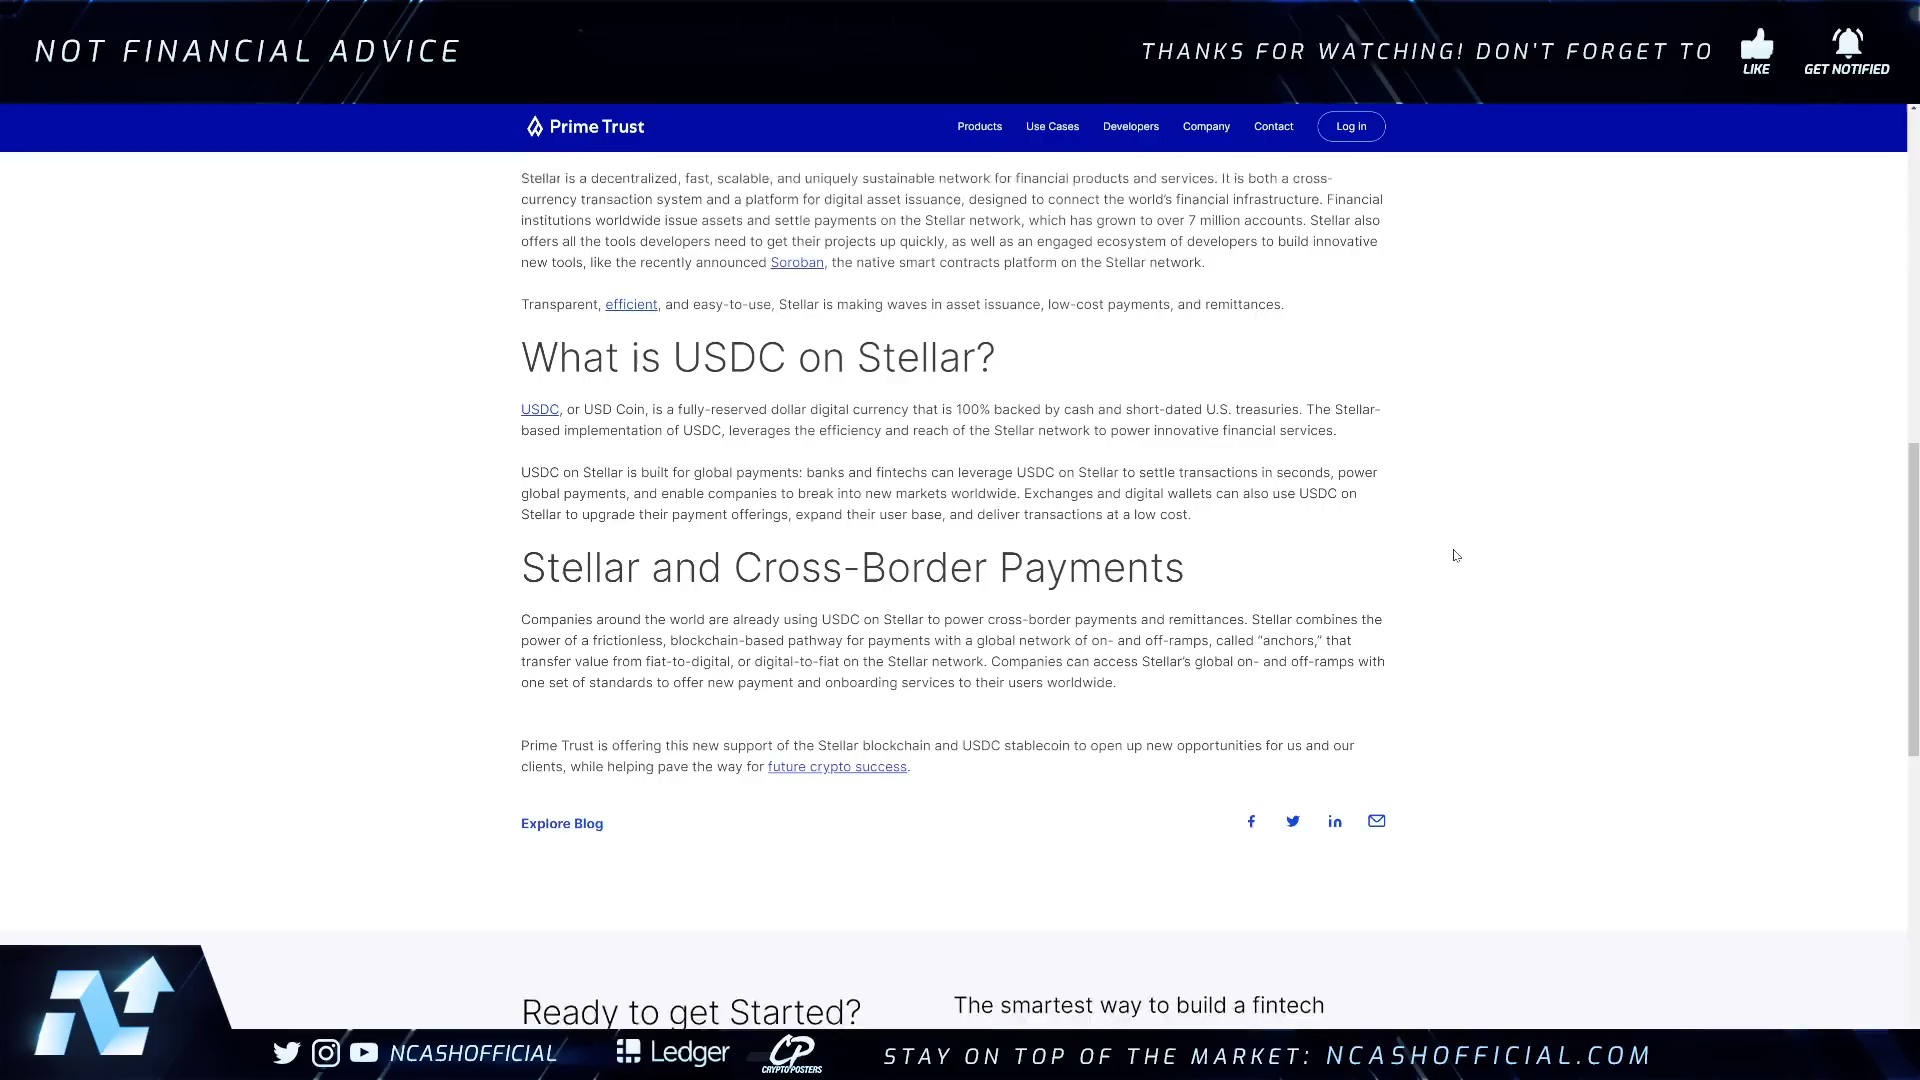 NOT FINANCIAL ADVICE
THANKS FOR WATCHING! DON'T FORGET TO
LIKE
GET NOTIFIED
Prime Trust
Products Use Cases Developers Company Contact Log in
Stellar is a decentralized, fast, scalable, and uniquely sustainable network for financial products and services. It is both a cross-
currency transaction system and a platform for digital asset issuance, designed to connect the world’s financial infrastructure. Financial
institutions worldwide issue assets and settle payments on the Stellar network, which has grown to over 7 million accounts. Stellar also
offers all the tools developers need to get their projects up quickly, as well as an engaged ecosystem of developers to build innovative
new tools, like the recently announced Soroban, the native smart contracts platform on the Stellar network.
Transparent, efficient, and easy-to-use, Stellar is making waves in asset issuance, low-cost payments, and remittances.
What is USDC on Stellar?
USDC, or USD Coin, is a fully-reserved dollar digital currency that is 100% backed by cash and short-dated U.S. treasuries. The Stellar-
based implementation of USDC, leverages the efficiency and reach of the Stellar network to power innovative financial services.
USDC on Stellar is built for global payments: banks and fintechs can leverage USDC on Stellar to settle transactions in seconds, power
global payments, and enable companies to break into new markets worldwide. Exchanges and digital wallets can also use USDC on
Stellar to upgrade their payment offerings, expand their user base, and deliver transactions at a low cost.
Stellar and Cross-Border Payments
Companies around the world are already using USDC on Stellar to power cross-border payments and remittances. Stellar combines the
power of a frictionless, blockchain-based pathway for payments with a global network of on- and off-ramps, called “anchors,” that
transfer value from fiat-to-digital, or digital-to-fiat on the Stellar network. Companies can access Stellar’s global on- and off-ramps with
one set of standards to offer new payment and onboarding services to their users worldwide.
Prime Trust is offering this new support of the Stellar blockchain and USDC stablecoin to open up new opportunities for us and our
clients, while helping pave the way for future crypto success.
Explore Blog
Ready to get Started?
The smartest way to build a fintech
NCASHOFFICIAL
Ledger
CP
CRYPTOPOSTERS
STAY ON TOP OF THE MARKET: NCASHOFFICIAL.COM